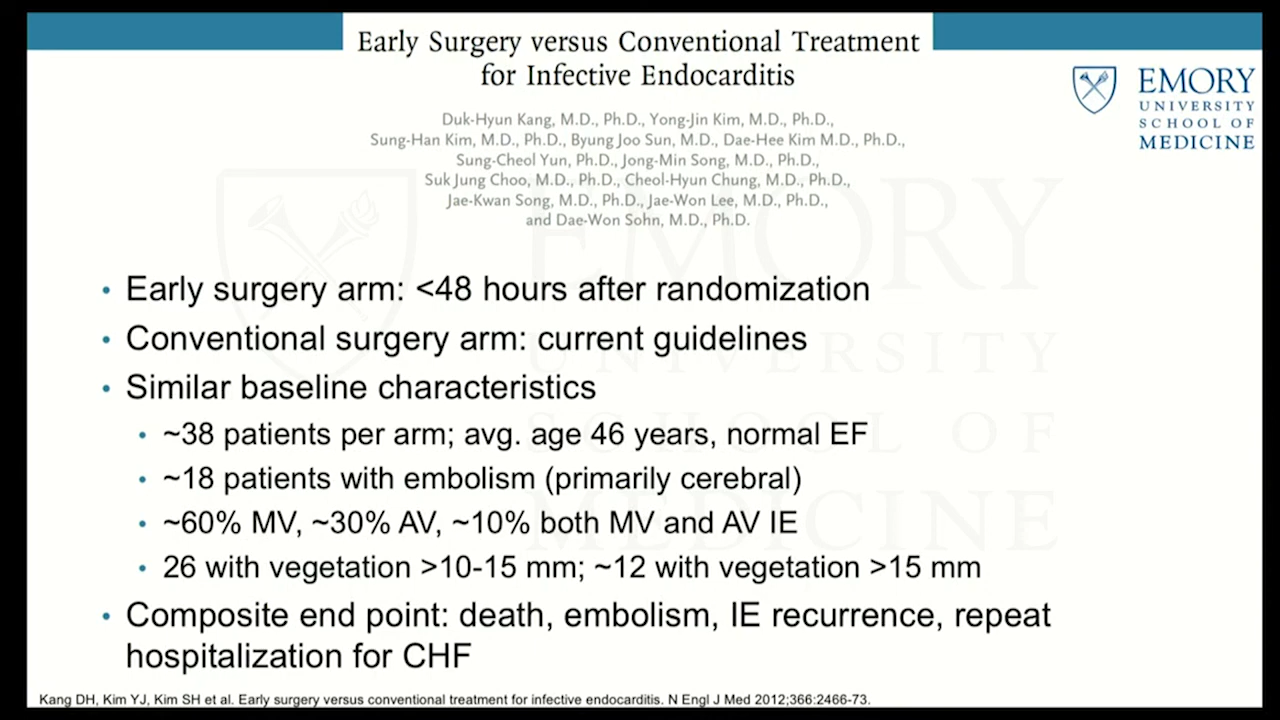 Early Surgery versus Conventional Treatment
for Infective Endocarditis
EMORY
UNIVERSITY
SCHOOL OF
MEDICINE
Duk-Hyun Kang, M.D., Ph.D., Yong-Jin Kim, M.D., Ph.D.,
Sung-Han Kim, M.D., Ph.D., Byung Joo Sun, M.D., Dae-Hee Kim M.D., Ph.D.,
Sung-Cheol Yun, Ph.D., Jong-Min Song, M.D., Ph.D.,
Suk Jung Choo, M.D., Ph.D., Cheol-Hyun Chung, M.D., Ph.D.,
Jae-Kwan Song, M.D., Ph.D., Jae-Won Lee, M.D., Ph.D.,
and Dae-Won Sohn, M.D., Ph.D.
EMORY
UNIVERSITY
SCHOOL OF
MEDICINE
• Early surgery arm: <48 hours after randomization
• Conventional surgery arm: current guidelines
• Similar baseline characteristics
• ~38 patients per arm; avg. age 46 years, normal EF
• ~18 patients with embolism (primarily cerebral)
• ~60% MV, ~30% AV, ~10% both MV and AV IE
• 26 with vegetation >10-15 mm; ~12 with vegetation >15 mm
• Composite end point: death, embolism, IE recurrence, repeat
hospitalization for CHF
Kang DH, Kim YJ, Kim SH et al. Early surgery versus conventional treatment for infective endocarditis. N Engl J Med 2012;366:2466-73.